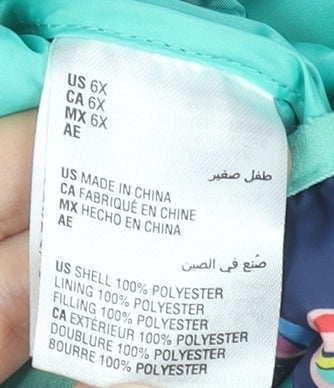 US 6X
CA 6X
MX 6X
AE
طفل صغير
US MADE IN CHINA
CA FABRIQUÉ EN CHINE
MX HECHO EN CHINA
AE
صُنع في الصين
US SHELL 100% POLYESTER
LINING 100% POLYESTER
FILLING 100% POLYESTER
CA EXTÉRIEUR 100% POLYESTER
DOUBLURE 100% POLYESTER
BOURRE 100% POLYESTER